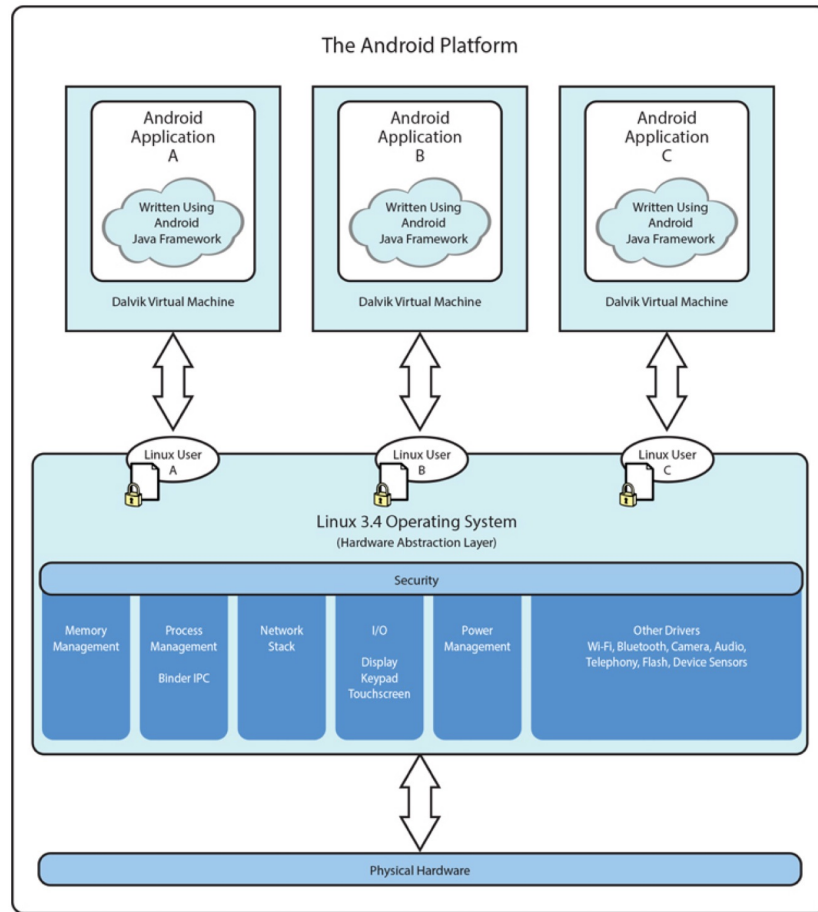 The Android Platform
Android
Application
A
Written Using
Android
Java Framework
Dalvik Virtual Machine
Android
Application
B
Written Using
Android
Java Framework
Dalvik Virtual Machine
Android
Application
C
Written Using
Android
Java Framework
Dalvik Virtual Machine
Linux User
A
Linux User
B
Linux User
C
Linux 3.4 Operating System
(Hardware Abstraction Layer)
Security
Memory
Management
Process
Management
Binder IPC
Network
Stack
I/O
Display
Keypad
Touchscreen
Power
Management
Other Drivers
Wi-Fi, Bluetooth, Camera, Audio,
Telephony, Flash, Device Sensors
Physical Hardware